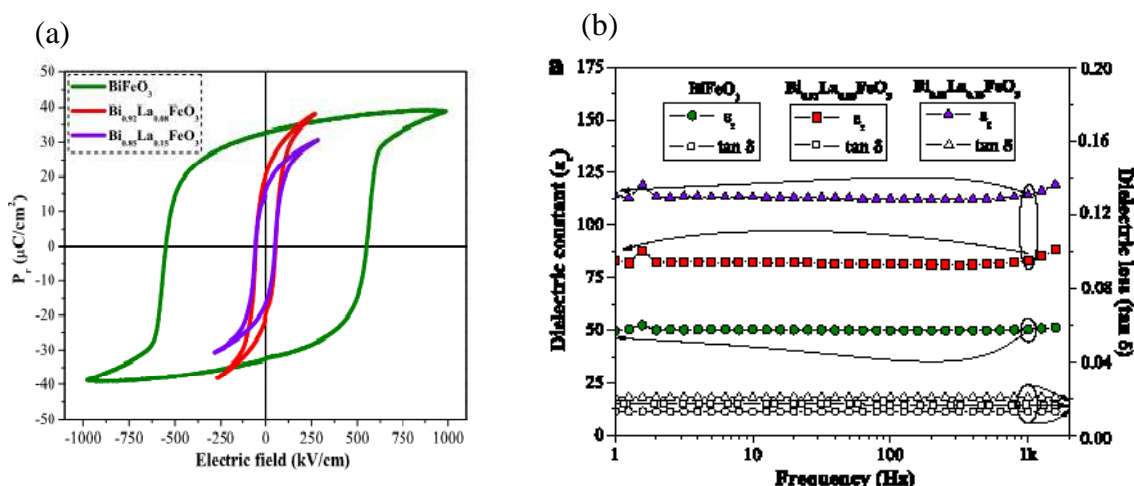 (a)
(b)
50
40
30
20
10
0
-10
-20
-30
-40
-50
P_r (μC/cm²)
BiFeO₃
Bi₀.₉₂La₀.₀₈FeO₃
Bi₀.₈₅La₀.₁₅FeO₃
-1000 -750 -500 -250 0 250 500 750 1000
Electric field (kV/cm)
175
150
125
100
75
50
25
0
Dielectric constant (ε_r)
BiFeO₃
ε_r
tan δ
ε_r
tan δ
ε_r
tan δ
0.20
0.16
0.12
0.08
0.04
0.00
Dielectric loss (tan δ)
1 10 100 1k
Frequency (Hz)